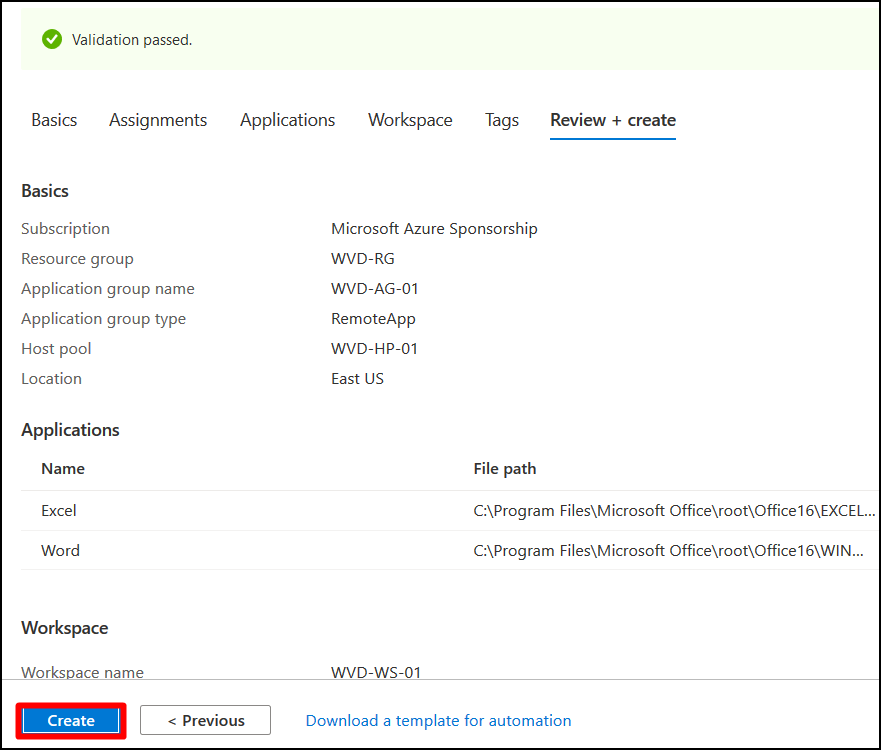 Validation passed.
Basics Assignments Applications Workspace Tags Review + create
Basics
Subscription Microsoft Azure Sponsorship
Resource group WVD-RG
Application group name WVD-AG-01
Application group type RemoteApp
Host pool WVD-HP-01
Location East US
Applications
Name File path
Excel C:\Program Files\Microsoft Office\root\Office16\EXCEL...
Word C:\Program Files\Microsoft Office\root\Office16\WIN...
Workspace
Workspace name WVD-WS-01
Create < Previous Download a template for automation